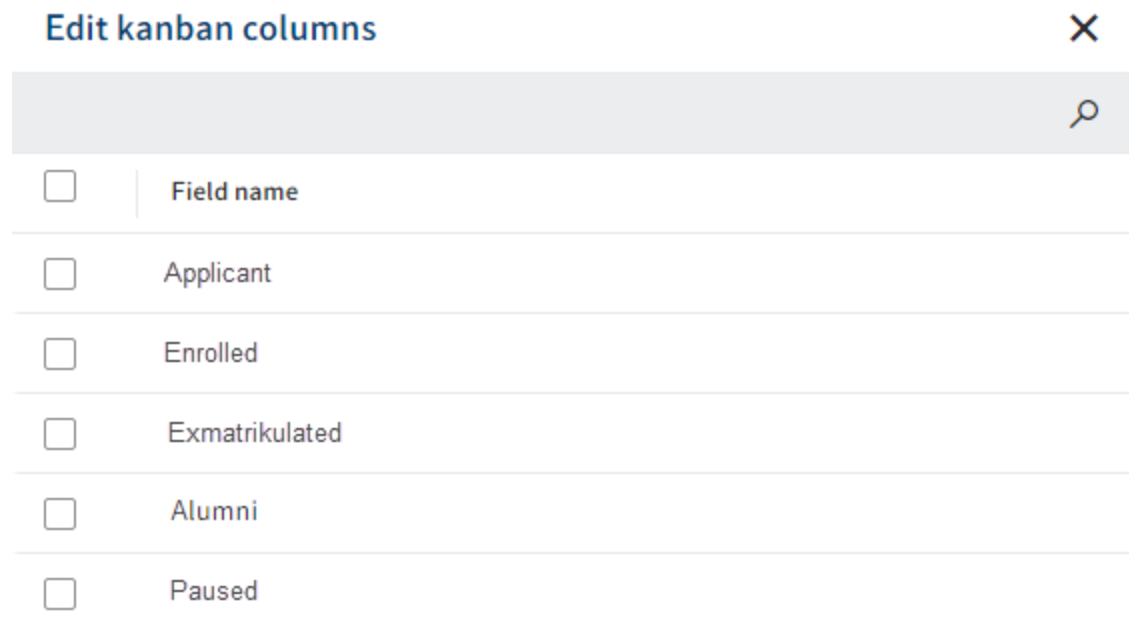 Edit kanban columns
Field name
Applicant
Enrolled
Exmatrikulated
Alumni
Paused